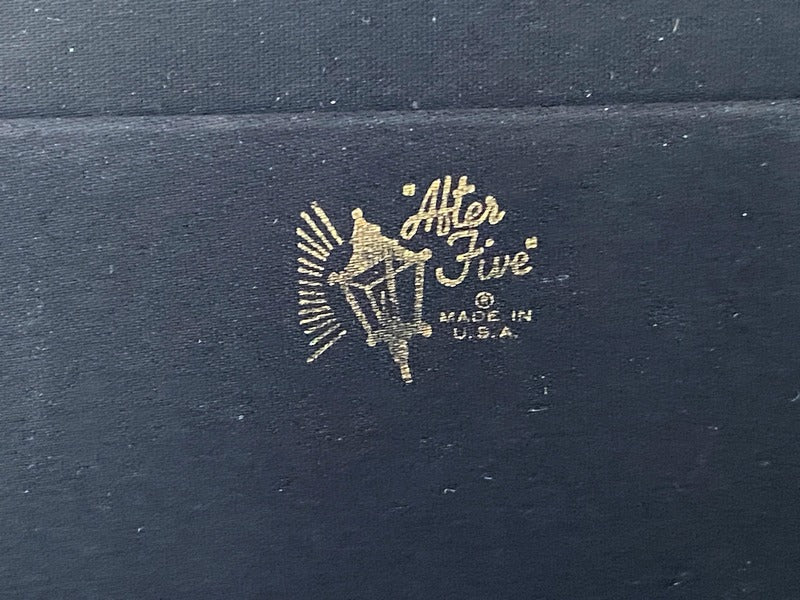 "After
Five"
®
MADE IN
U.S.A.